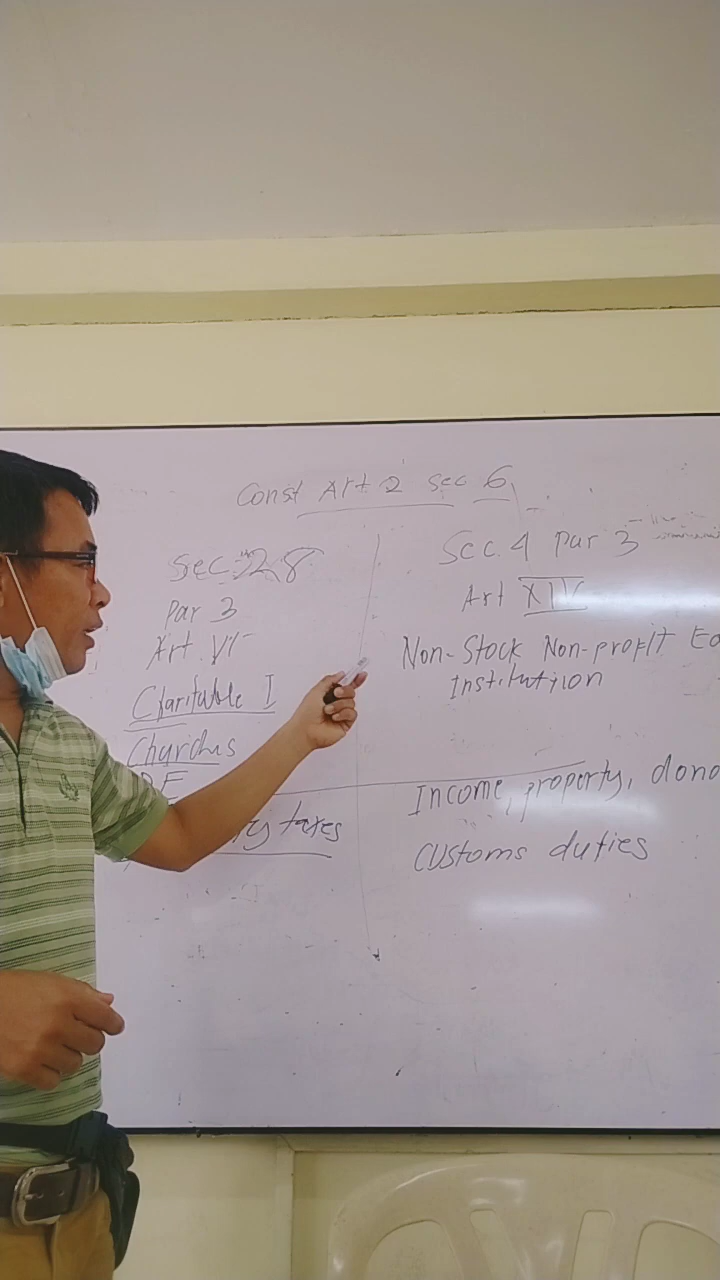 Const Art 2 sec 6
Sec. 28
Par 3
Art. VI
Charitable I
Churches
taxes
Sec. 4 par 3
Art XIV
Non-Stock Non-profit
Institution
Income, property,
customs duties